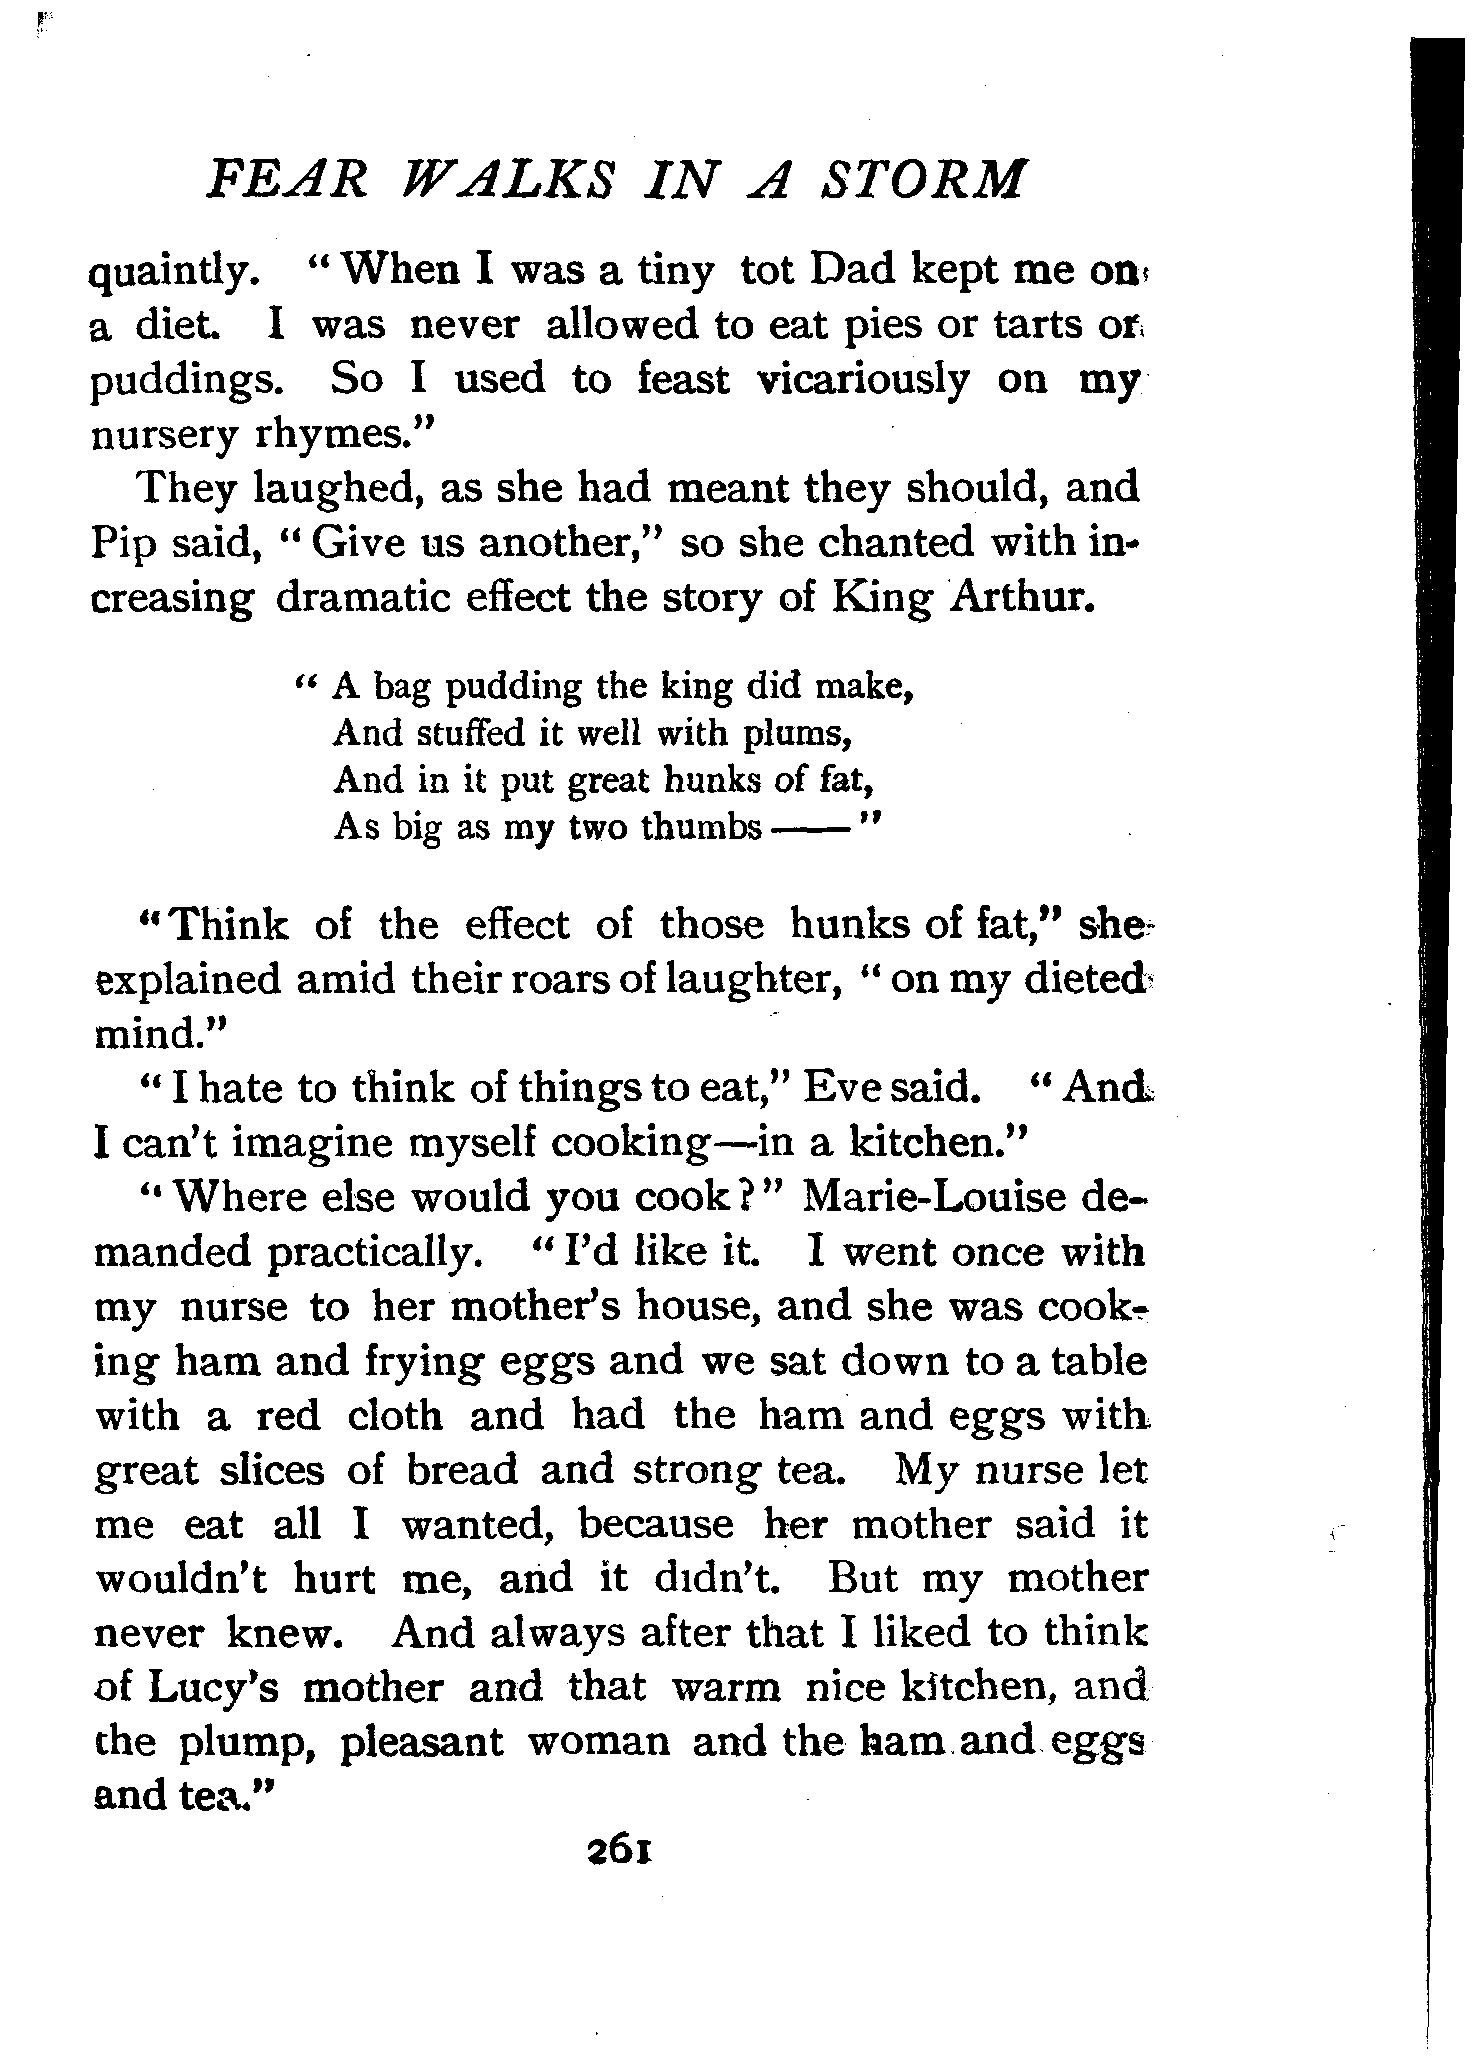 FEAR WALKS IN A STORM
quaintly. "When I was a tiny tot Dad kept me on
a diet. I was never allowed to eat pies or tarts or
puddings. So I used to feast vicariously on my
nursery rhymes."
They laughed, as she had meant they should, and
Pip said, "Give us another," so she chanted with in-
creasing dramatic effect the story of King Arthur.
"A bag pudding the king did make,
And stuffed it well with plums,
And in it put great hunks of fat,
As big as my two thumbs——"
"Think of the effect of those hunks of fat," she
explained amid their roars of laughter, "on my dieted
mind."
"I hate to think of things to eat," Eve said. "And
I can't imagine myself cooking—in a kitchen."
"Where else would you cook?" Marie-Louise de-
manded practically. "I'd like it. I went once with
my nurse to her mother's house, and she was cook-
ing ham and frying eggs and we sat down to a table
with a red cloth and had the ham and eggs with
great slices of bread and strong tea. My nurse let
me eat all I wanted, because her mother said it
wouldn't hurt me, and it didn't. But my mother
never knew. And always after that I liked to think
of Lucy's mother and that warm nice kitchen, and
the plump, pleasant woman and the ham and eggs
and tea."
261